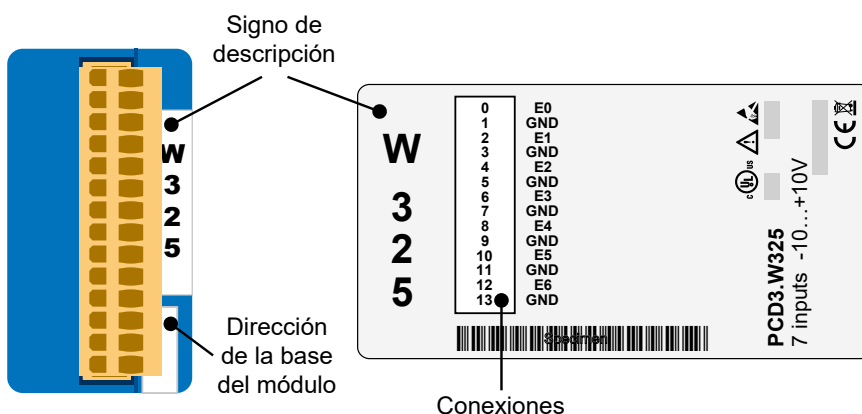 Signo de
descripción
W
3
2
5
Dirección
de la base
del módulo
W
3
2
5
0 E0
1 GND
2 E1
3 GND
4 E2
5 GND
6 E3
7 GND
8 E4
9 GND
10 E5
11 GND
12 E6
13 GND
Specimen
Conexiones
c UL us
CE
PCD3.W325
7 inputs -10...+10V